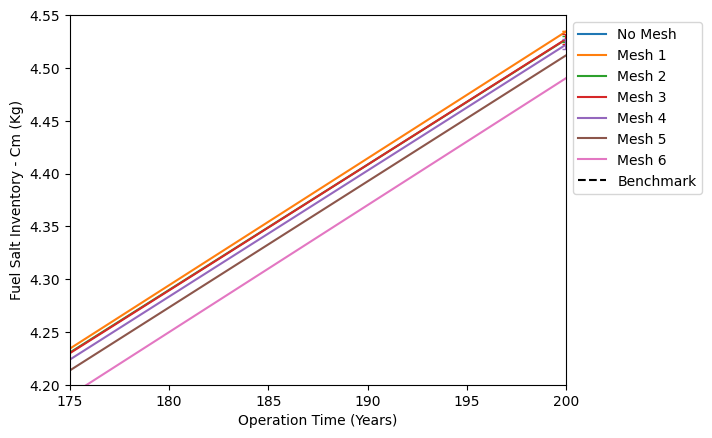 4.55
4.50
4.45
4.40
4.35
4.30
4.25
4.20
Fuel Salt Inventory - Cm (Kg)
175
180
185
190
195
200
Operation Time (Years)
No Mesh
Mesh 1
Mesh 2
Mesh 3
Mesh 4
Mesh 5
Mesh 6
Benchmark